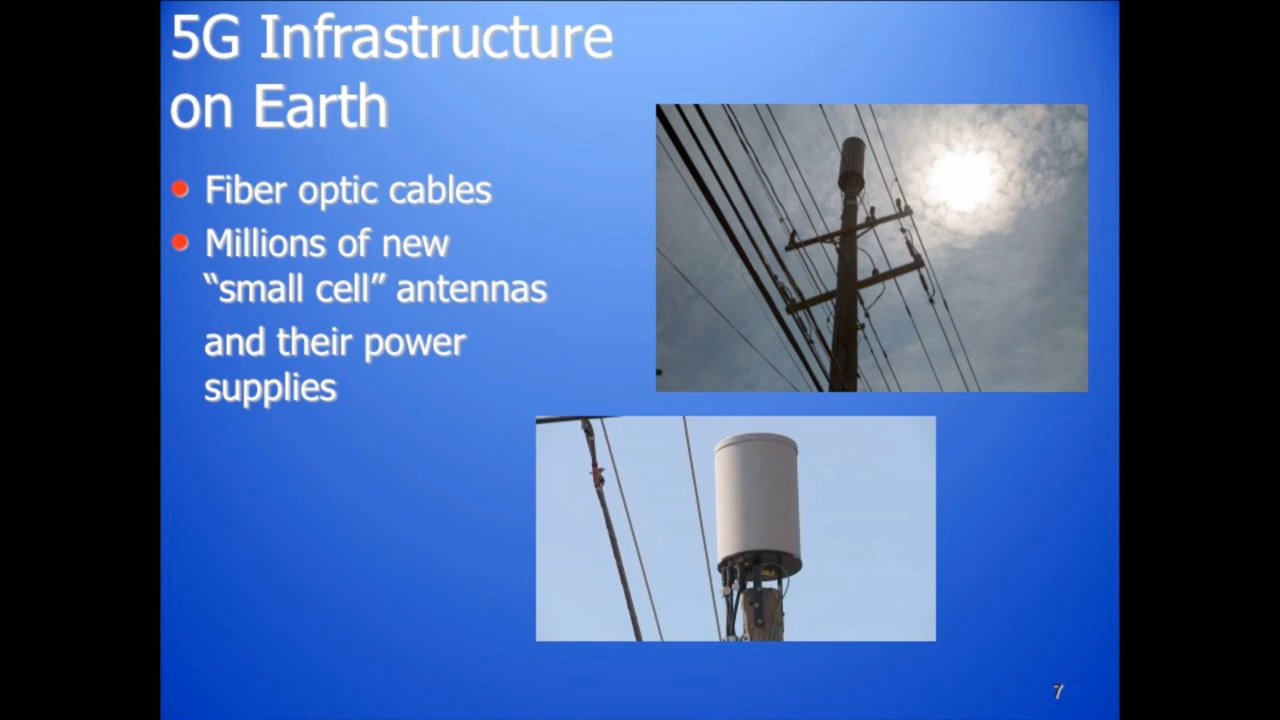 5G Infrastructure
on Earth
Fiber optic cables
Millions of new
“small cell” antennas
and their power
supplies
7